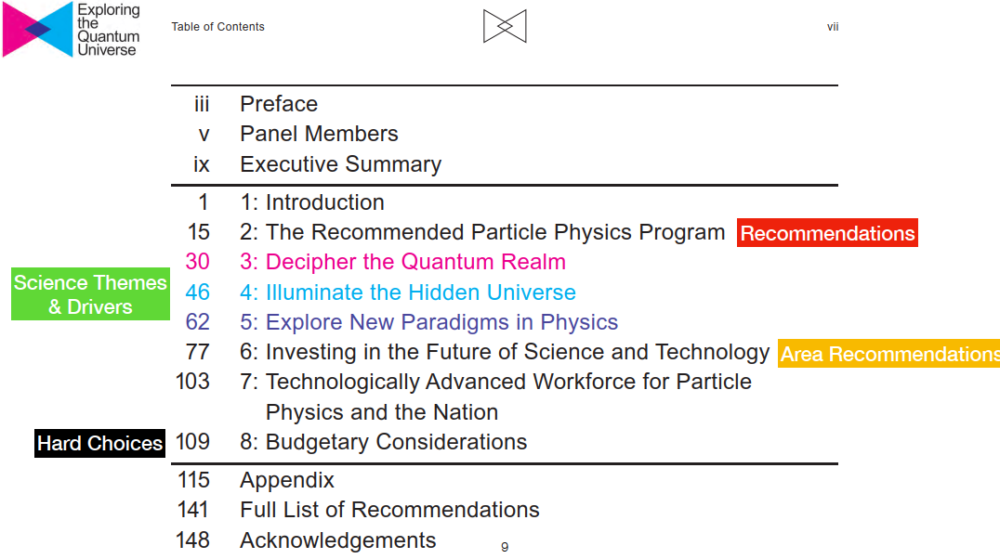 Exploring
the
Quantum
Universe
Table of Contents
vii
iii Preface
v Panel Members
ix Executive Summary
1 1: Introduction
15 2: The Recommended Particle Physics Program Recommendations
30 3: Decipher the Quantum Realm
Science Themes
& Drivers
46 4: Illuminate the Hidden Universe
62 5: Explore New Paradigms in Physics
77 6: Investing in the Future of Science and Technology Area Recommendations
103 7: Technologically Advanced Workforce for Particle
Physics and the Nation
Hard Choices 109 8: Budgetary Considerations
115 Appendix
141 Full List of Recommendations
148 Acknowledgements
9